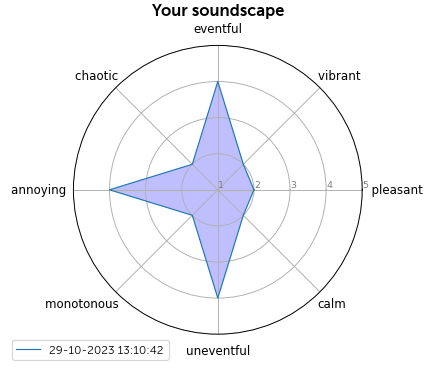 Your soundscape
eventful
chaotic
vibrant
annoying
1 2 3 4 5
pleasant
monotonous
calm
uneventful
29-10-2023 13:10:42